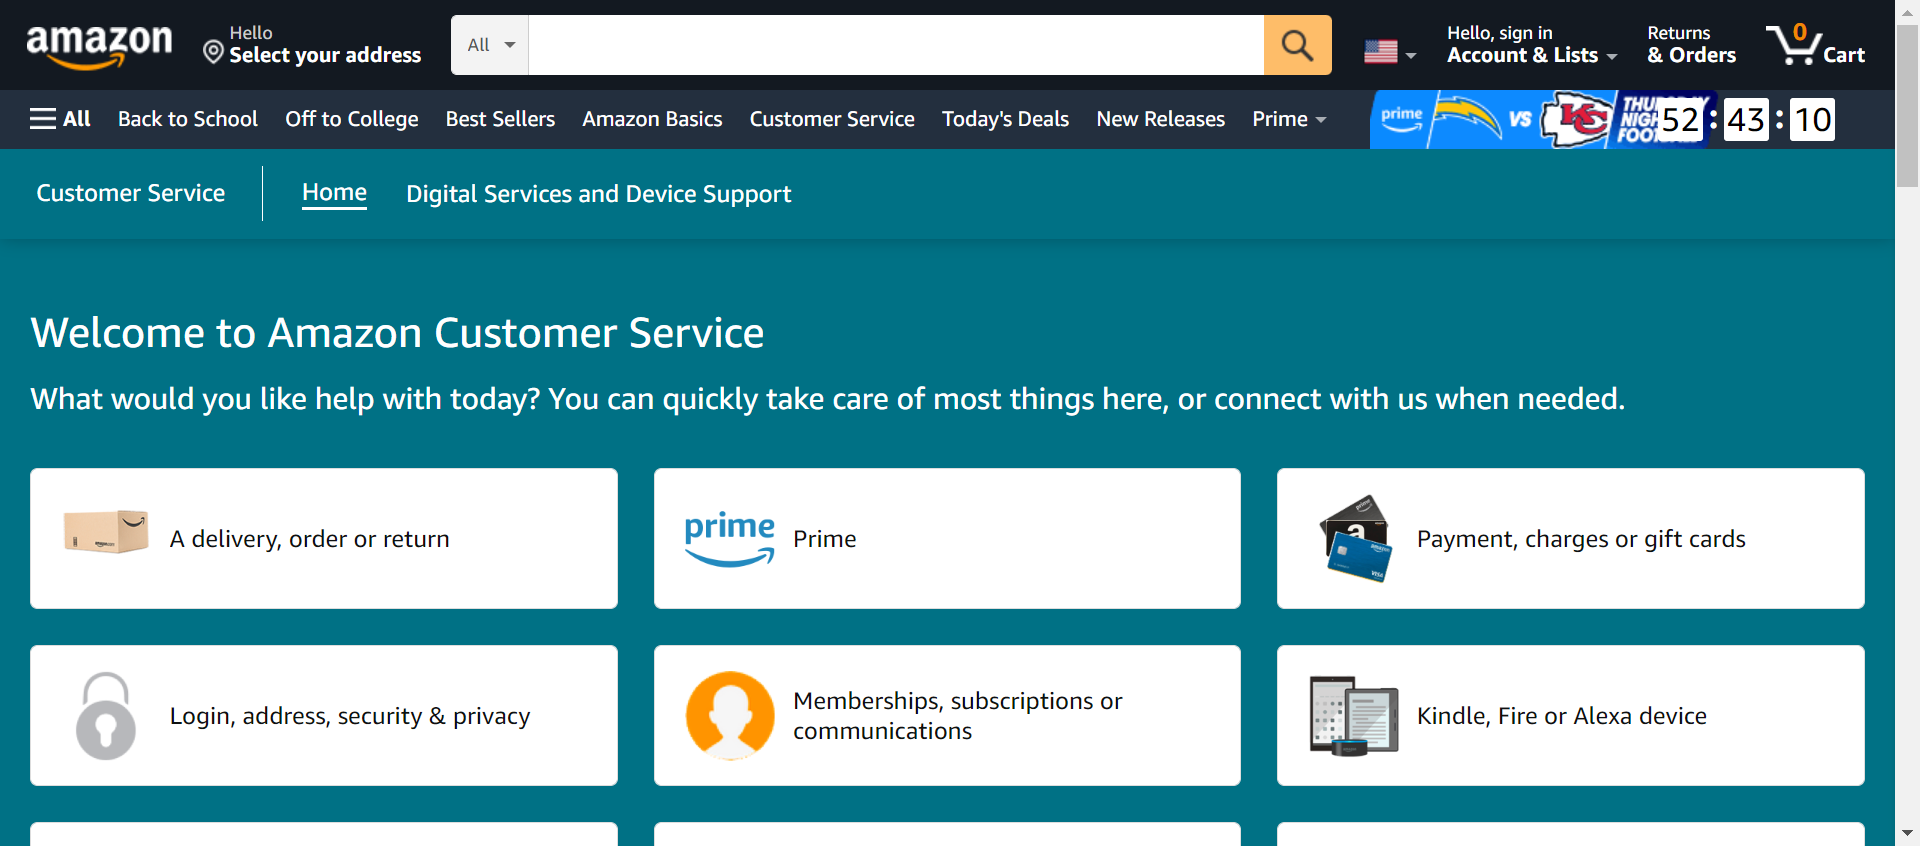 amazon
Hello
Select your address
All
Hello, sign in
Account & Lists
Returns
& Orders
0
Cart
All
Back to School
Off to College
Best Sellers
Amazon Basics
Customer Service
Today's Deals
New Releases
Prime
prime
VS
KC
52 : 43 : 10
Customer Service
Home
Digital Services and Device Support
Welcome to Amazon Customer Service
What would you like help with today? You can quickly take care of most things here, or connect with us when needed.
A delivery, order or return
prime
Prime
a
VISA
Payment, charges or gift cards
Login, address, security & privacy
Memberships, subscriptions or
communications
Kindle, Fire or Alexa device